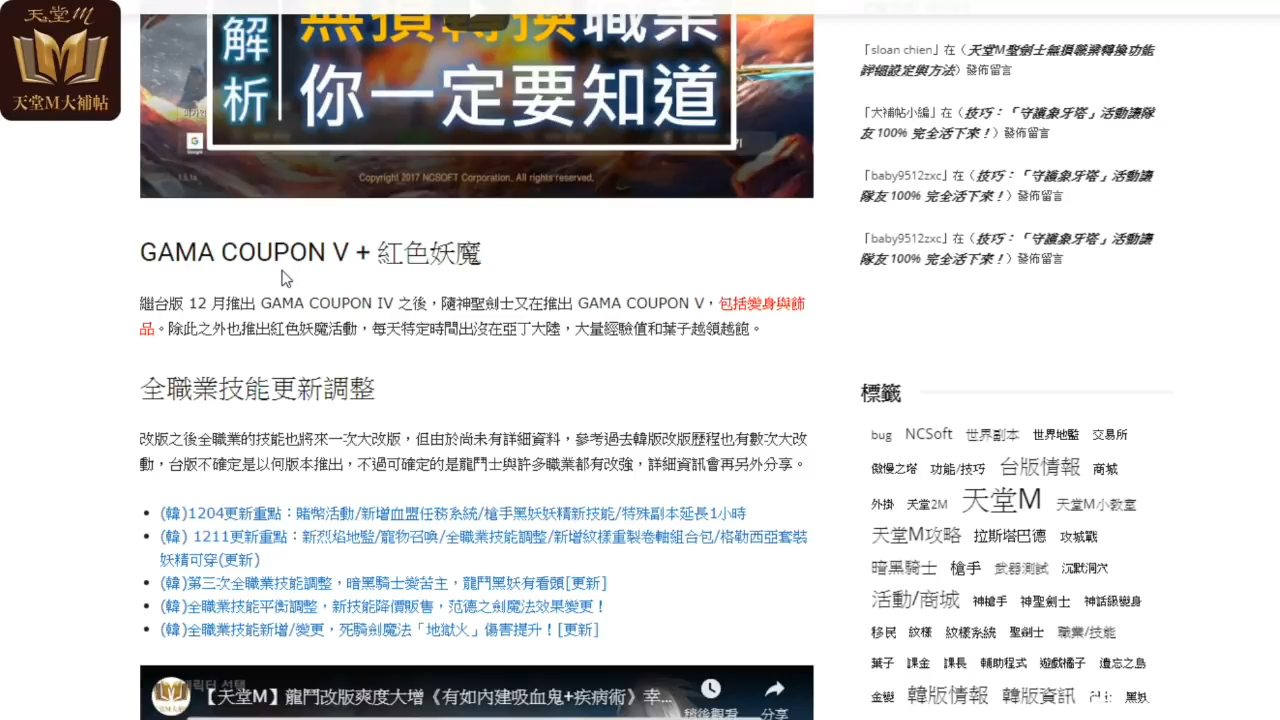 天堂M
天堂M大補帖
解析
無損轉換職業
你一定要知道
1.5.1a
Copyright 2017 NCSOFT Corporation. All rights reserved.
GAMA COUPON V + 紅色妖魔
繼台版 12 月推出 GAMA COUPON IV 之後，隨神聖劍士又在推出 GAMA COUPON V，包括變身與飾
品。除此之外也推出紅色妖魔活動，每天特定時間出沒在亞丁大陸，大量經驗值和葉子越領越飽。
全職業技能更新調整
改版之後全職業的技能也將來一次大改版，但由於尚未有詳細資料，參考過去韓版改版歷程也有數次大改
動，台版不確定是以何版本推出，不過可確定的是龍鬥士與許多職業都有改強，詳細資訊會再另外分享。
(韓)1204更新重點：賭幣活動/新增血盟任務系統/槍手黑妖妖精新技能/特殊副本延長1小時
(韓) 1211更新重點：新烈焰地監/寵物召喚/全職業技能調整/新增紋樣重製卷軸組合包/格勒西亞套裝
妖精可穿(更新)
(韓)第三次全職業技能調整，暗黑騎士愛苦主，龍鬥黑妖有看頭[更新]
(韓)全職業技能平衡調整，新技能降價販售，范德之劍魔法效果變更！
(韓)全職業技能新增/變更，死騎劍魔法「地獄火」傷害提升！[更新]
【天堂M】龍鬥改版爽度大增《有如內建吸血鬼+疾病術》幸...
稍後觀看
分享
「sloan chien」在〈天堂M聖劍士無損職業轉換功能
詳細設定與方法〉發佈留言
「大補帖小編」在〈技巧：「守護象牙塔」活動讓隊
友 100% 完全活下來！〉發佈留言
「baby9512zxc」在〈技巧：「守護象牙塔」活動讓
隊友 100% 完全活下來！〉發佈留言
「baby9512zxc」在〈技巧：「守護象牙塔」活動讓
隊友 100% 完全活下來！〉發佈留言
標籤
bug NCSoft 世界副本 世界地監 交易所
傲慢之塔 功能/技巧 台版情報 商城
外掛 天堂2M 天堂M 天堂M小教室
天堂M攻略 拉斯塔巴德 攻城戰
暗黑騎士 槍手 武器測試 沉默洞穴
活動/商城 神槍手 神聖劍士 神話級變身
移民 紋樣 紋樣系統 聖劍士 職業/技能
葉子 課金 課長 輔助程式 遊戲橘子 遺忘之島
金變 韓版情報 韓版資訊 黑妖